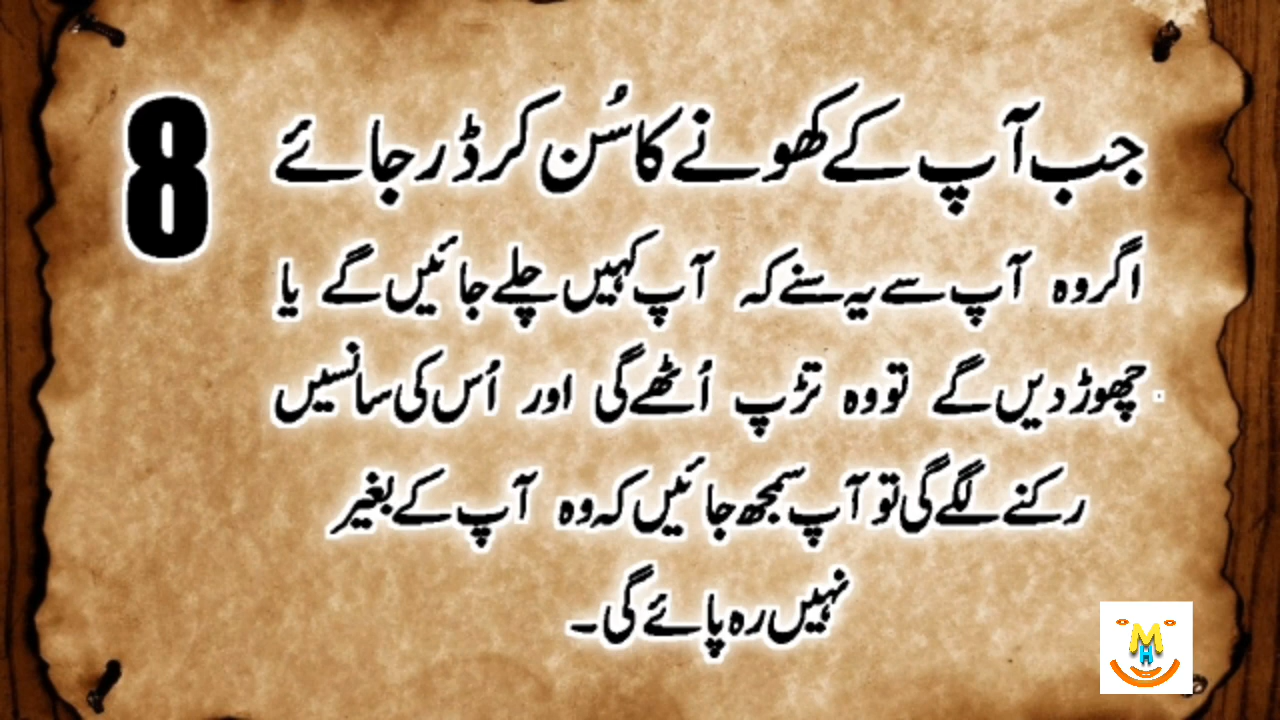 8
جب آپ کے کھونے کا سُن کر ڈر جائے
اگر وہ آپ سے یہ سنے کہ آپ کہیں چلے جائیں گے یا
چھوڑ دیں گے تو وہ تڑپ اُٹھے گی اور اُس کی سانسیں
رکنے لگے گی تو آپ سمجھ جائیں کہ وہ آپ کے بغیر
نہیں رہ پائے گی۔
M
H